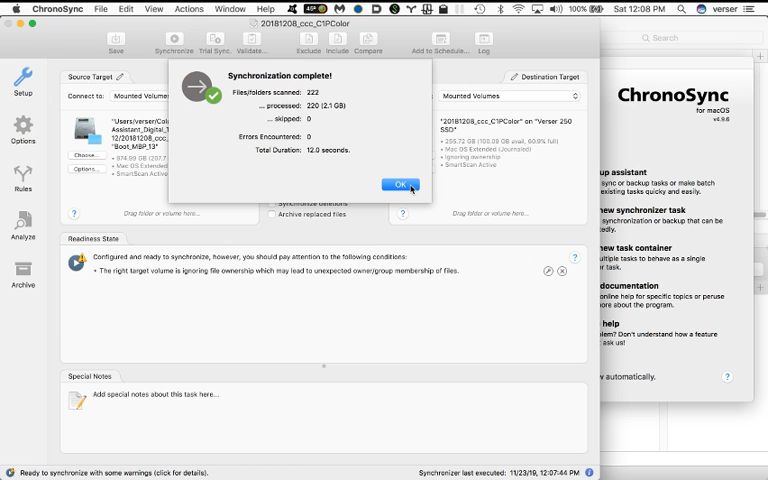 ChronoSync File Edit View Actions Window Help 45° 100% Sat 12:08 PM verser
20181208_ccc_C1PColor
Save Synchronize Trial Sync. Validate... Exclude Include Compare Add to Schedule... Log
Search
Setup
Options
Rules
Analyze
Archive
Source Target
Destination Target
Connect to: Mounted Volumes
Mounted Volumes
"Users/verser/Col
Assistant_Digital_T
12/20181208_ccc_
"Boot_MBP_13"
• 974.99 GB (207.7
• Mac OS Extended
• SmartScan Active
Choose...
Options...
Drag folder or volume here...
Synchronization complete!
Files/folders scanned: 222
... processed: 220 (2.1 GB)
... skipped: 0
Errors Encountered: 0
Total Duration: 12.0 seconds.
OK
Synchronize deletions
Archive replaced files
"20181208_ccc_C1PColor" on "Verser 250
SSD"
• Mac OS Extended (Journaled)
• Ignoring ownership
• SmartScan Active
Drag folder or volume here...
Readiness State
Configured and ready to synchronize, however, you should pay attention to the following conditions:
• The right target volume is ignoring file ownership which may lead to unexpected owner/group membership of files.
Special Notes
Add special notes about this task here...
Ready to synchronize with some warnings (click for details).
Synchronizer last executed: 11/23/19, 12:07:44 PM
ChronoSync
for macOS
v4.9.6
up assistant
sync or backup tasks or make batch
existing tasks quickly and easily.
new synchronizer task
synchronization or backup that can be
edly.
new task container
ultiple tasks to behave as a single
er task.
documentation
online help for specific topics or peruse
more about the program.
help
blem? Don't understand how a feature
t ask us!
w automatically.